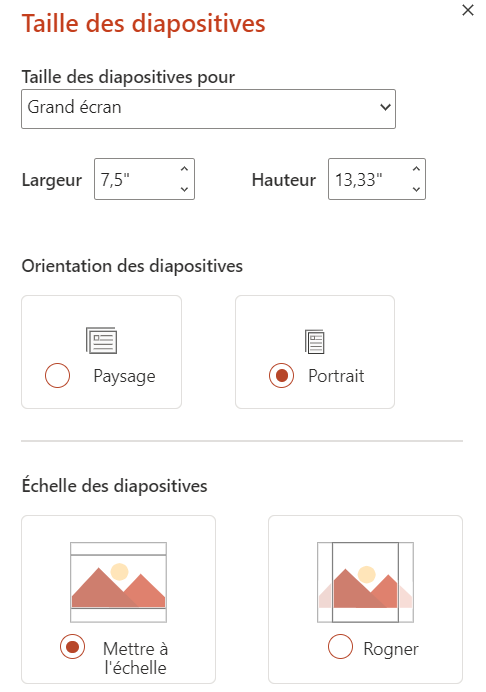 Taille des diapositives
Taille des diapositives pour
Grand écran
Largeur 7,5" Hauteur 13,33"
Orientation des diapositives
Paysage Portrait
Échelle des diapositives
Mettre à Rogner
l'échelle